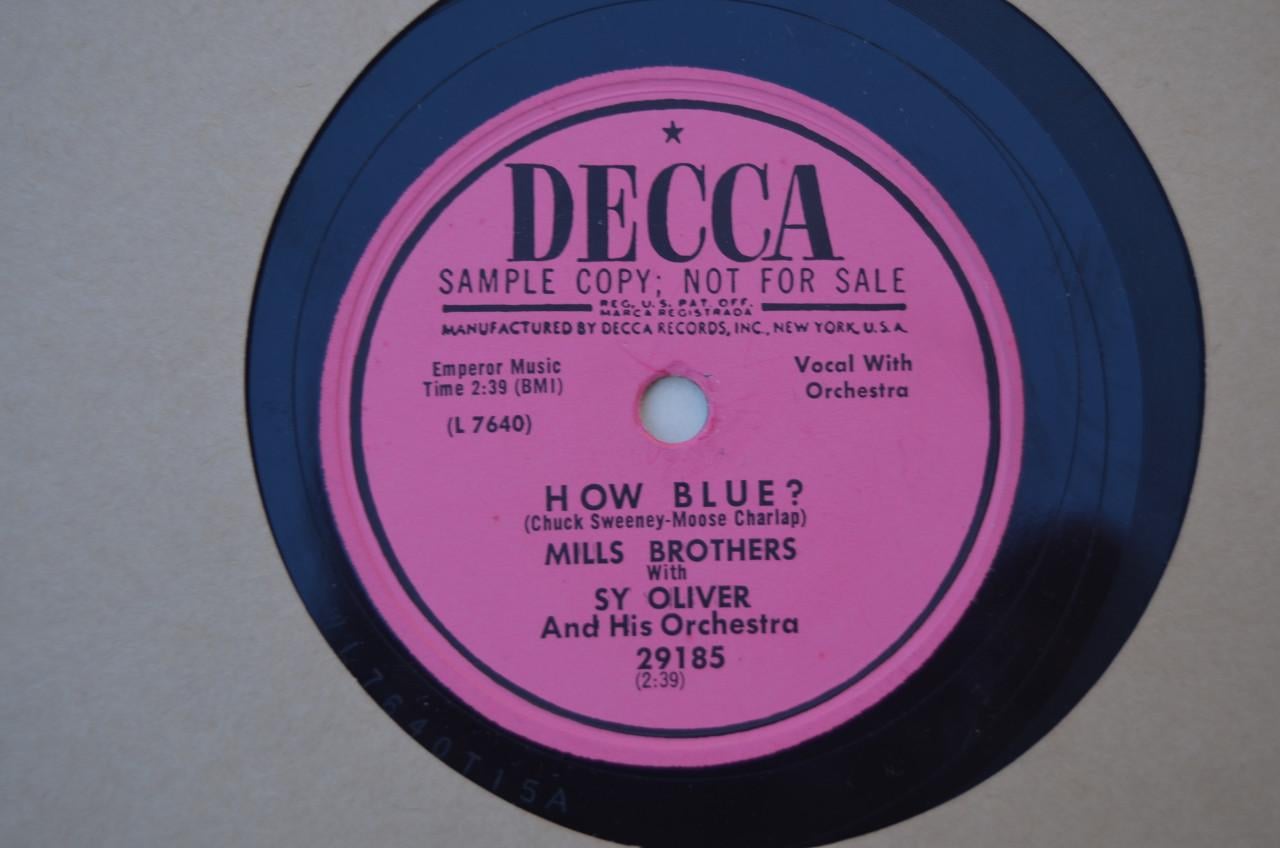 DECCA
SAMPLE COPY; NOT FOR SALE
REG. U.S. PAT. OFF.
MARCA REGISTRADA
MANUFACTURED BY DECCA RECORDS, INC., NEW YORK, U.S.A.
Emperor Music
Time 2:39 (BMI)
(L 7640)
Vocal With
Orchestra
HOW BLUE?
(Chuck Sweeney-Moose Charlap)
MILLS BROTHERS
With
SY OLIVER
And His Orchestra
29185
(2:39)
L7640T15A